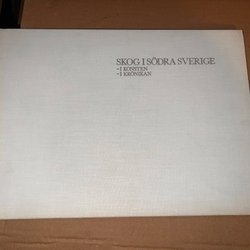 SKOG I SÖDRA SVERIGE
-I KONSTEN
-I KRÖNIKAN